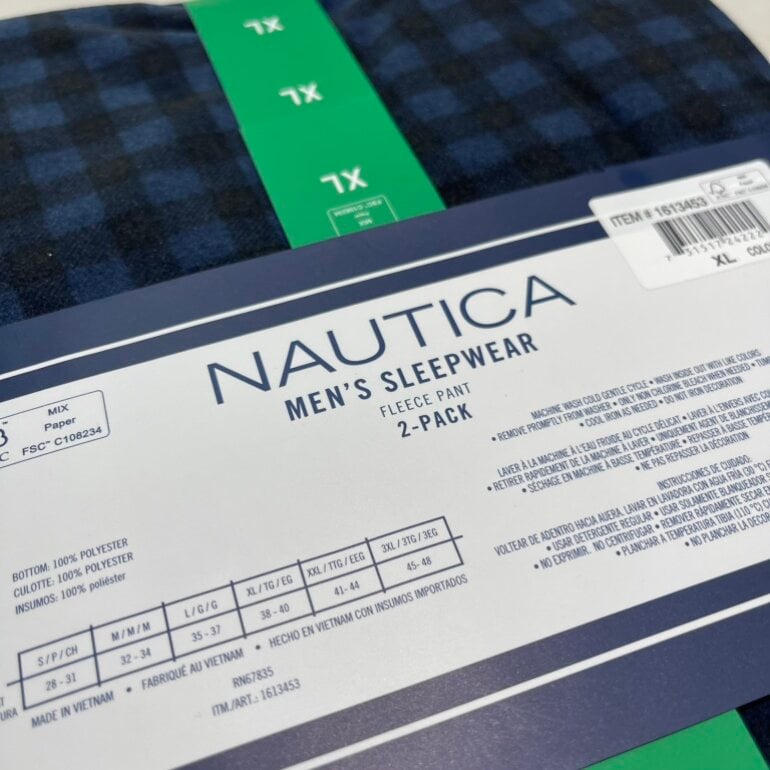 XL
XL
XL
MIX
Paper
FSC™ C108234
ITEM # 1613453
XL
NAUTICA
MEN'S SLEEPWEAR
FLEECE PANT
2-PACK
MIX
Paper
FSC™ C108234
MACHINE WASH COLD GENTLE CYCLE • WASH INSIDE OUT WITH LIKE COLORS
• REMOVE PROMPTLY FROM WASHER • ONLY NON CHLORINE BLEACH WHEN NEEDED •
• COOL IRON AS NEEDED • DO NOT IRON DECORATION
LAVER À LA MACHINE À L'EAU FROIDE AU CYCLE DÉLICAT • LAVER À L'ENVERS AVEC
• RETIRER RAPIDEMENT DE LA MACHINE À LAVER • UNIQUEMENT AGENT DE BLANCHISSEMENT
• SÉCHAGE EN MACHINE À BASSE TEMPÉRATURE • REPASSER À BASSE
• NE PAS REPASSER LA DÉCORATION
INSTRUCCIONES DE CUIDADO:
VOLTEAR DE ADENTRO HACIA AUERA. LAVAR EN LAVADORA CON AGUA FRÍA (30 °C)
• USAR DETERGENTE REGULAR • USAR SOLAMENTE BLANQUEADOR
• NO EXPRIMIR. NO CENTRIFUGAR • REMOVER RÁPIDAMENTE SECAR
• PLANCHAR A TEMPERATURA TIBIA (110 °C)
• NO PLANCHAR LA
BOTTOM: 100% POLYESTER
CULOTTE: 100% POLYESTER
INSUMOS: 100% poliéster
S / P / CH M / M / M L / G / G XL / TG / EG XXL / TTG / EEG 3XL / 3TG / 3EG
28 - 31 32 - 34 35 - 37 38 - 40 41 - 44 45 - 48
MADE IN VIETNAM • FABRIQUÉ AU VIETNAM • HECHO EN VIETNAM CON INSUMOS IMPORTADOS
RN67835
ITM./ART.: 1613453